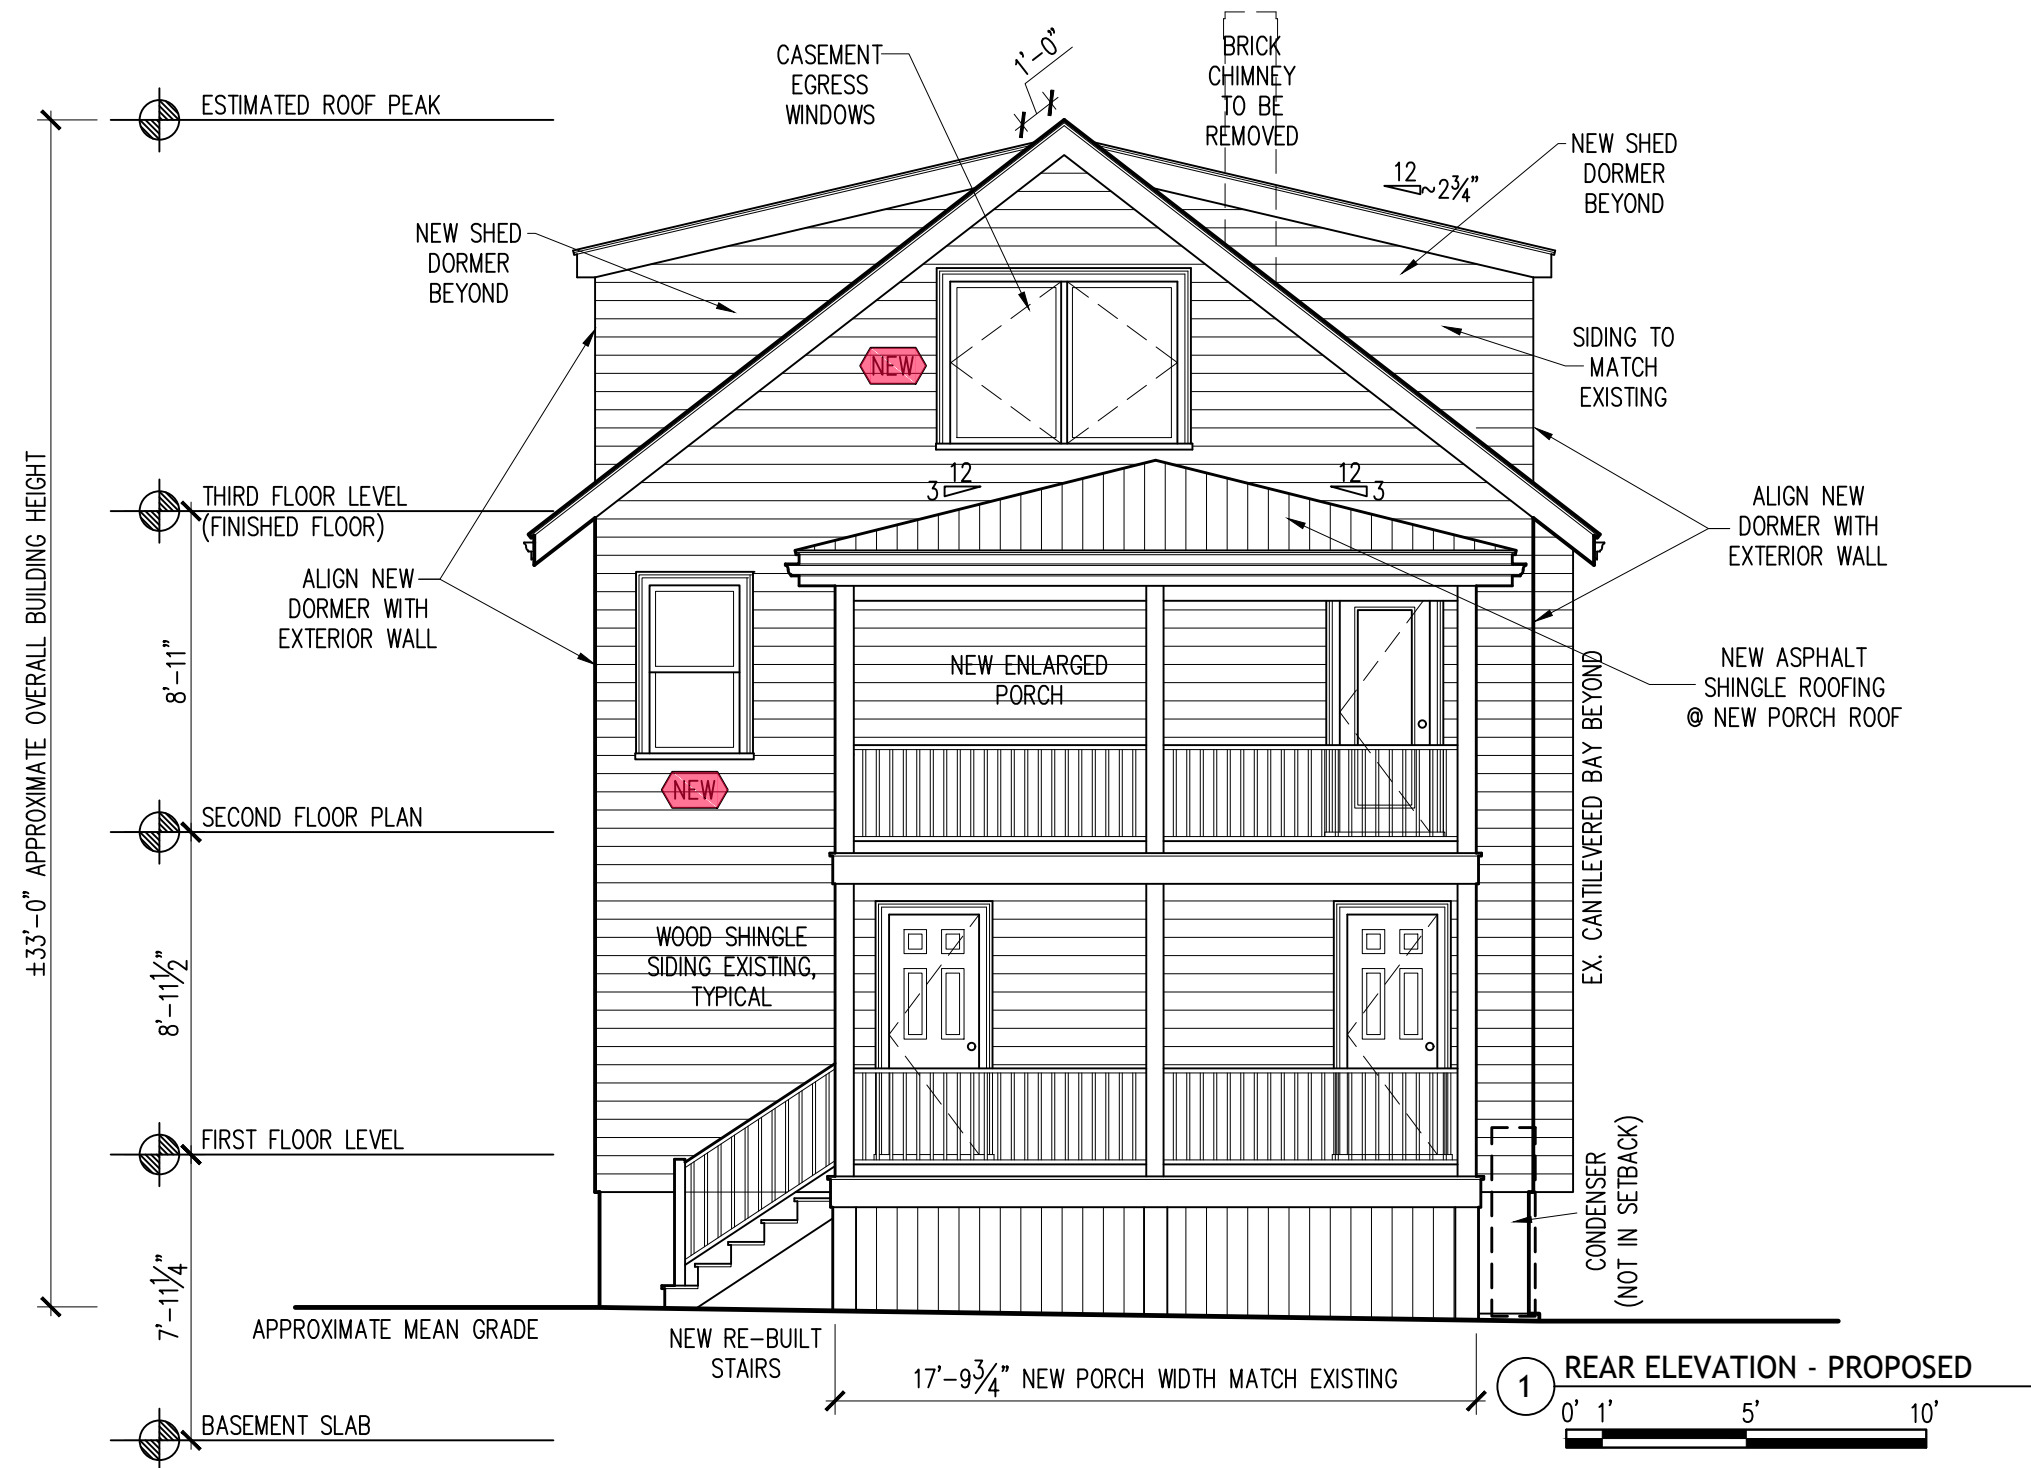 CASEMENT
EGRESS
WINDOWS
1'-0"
BRICK
CHIMNEY
TO BE
REMOVED
ESTIMATED ROOF PEAK
NEW SHED
DORMER
BEYOND
12
~2¾"
NEW SHED
DORMER
BEYOND
SIDING TO
MATCH
EXISTING
NEW
THIRD FLOOR LEVEL
(FINISHED FLOOR)
12
3
12
3
ALIGN NEW
DORMER WITH
EXTERIOR WALL
ALIGN NEW
DORMER WITH
EXTERIOR WALL
±33'-0" APPROXIMATE OVERALL BUILDING HEIGHT
8'-11"
NEW ENLARGED
PORCH
EX. CANTILEVERED BAY BEYOND
NEW ASPHALT
SHINGLE ROOFING
@ NEW PORCH ROOF
NEW
SECOND FLOOR PLAN
8'-11½"
WOOD SHINGLE
SIDING EXISTING,
TYPICAL
FIRST FLOOR LEVEL
CONDENSER
(NOT IN SETBACK)
7'-11¼"
APPROXIMATE MEAN GRADE
NEW RE-BUILT
STAIRS
17'-9¾" NEW PORCH WIDTH MATCH EXISTING
1
REAR ELEVATION - PROPOSED
0' 1' 5' 10'
BASEMENT SLAB